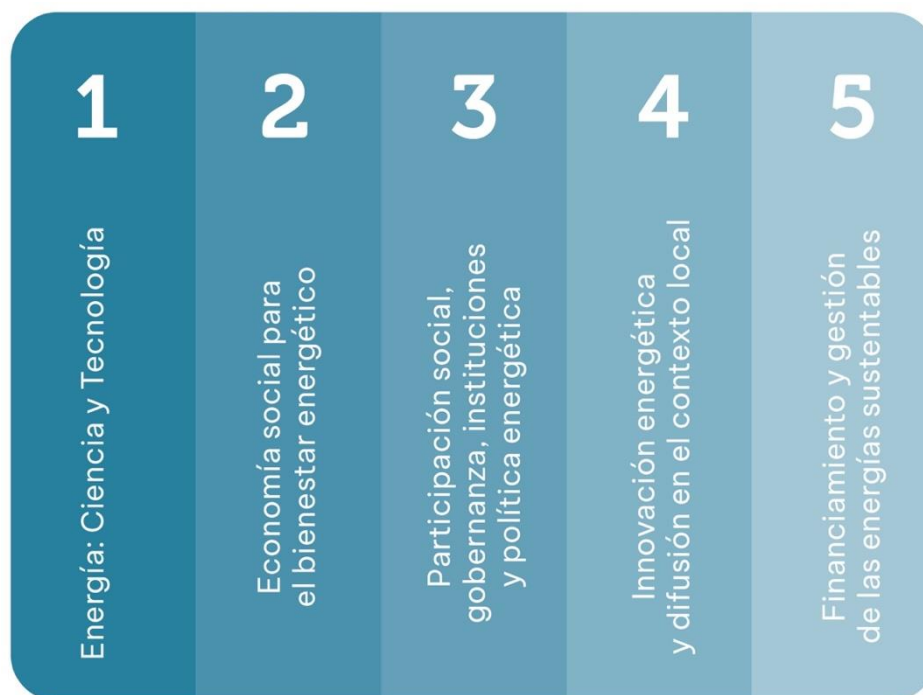 1
Energía: Ciencia y Tecnología
2
Economía social para
el bienestar energético
3
Participación social,
gobernanza, instituciones
y política energética
4
Innovación energética
y difusión en el contexto local
5
Financiamiento y gestión
de las energías sustentables